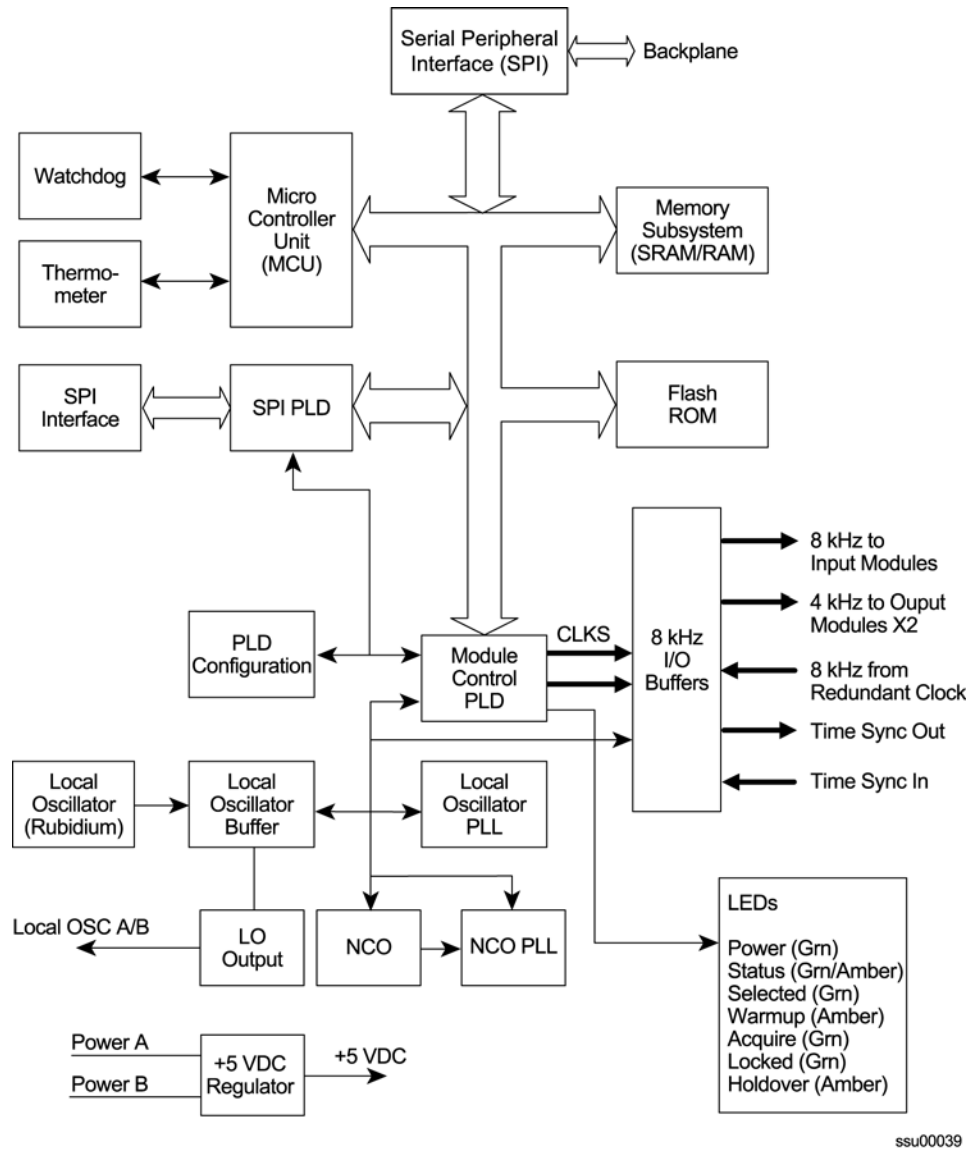 Serial Peripheral
Interface (SPI)
Backplane
Watchdog
Micro
Controller
Unit
(MCU)
Memory
Subsystem
(SRAM/RAM)
Thermo-
meter
SPI
Interface
SPI PLD
Flash
ROM
8 kHz to
Input Modules
4 kHz to Ouput
Modules X2
CLKS
8 kHz
I/O
Buffers
PLD
Configuration
Module
Control
PLD
8 kHz from
Redundant Clock
Time Sync Out
Time Sync In
Local
Oscillator
(Rubidium)
Local
Oscillator
Buffer
Local
Oscillator
PLL
Local OSC A/B
LO
Output
NCO
NCO PLL
LEDs
Power (Grn)
Status (Grn/Amber)
Selected (Grn)
Warmup (Amber)
Acquire (Grn)
Locked (Grn)
Holdover (Amber)
Power A
Power B
+5 VDC
Regulator
+5 VDC
ssu00039